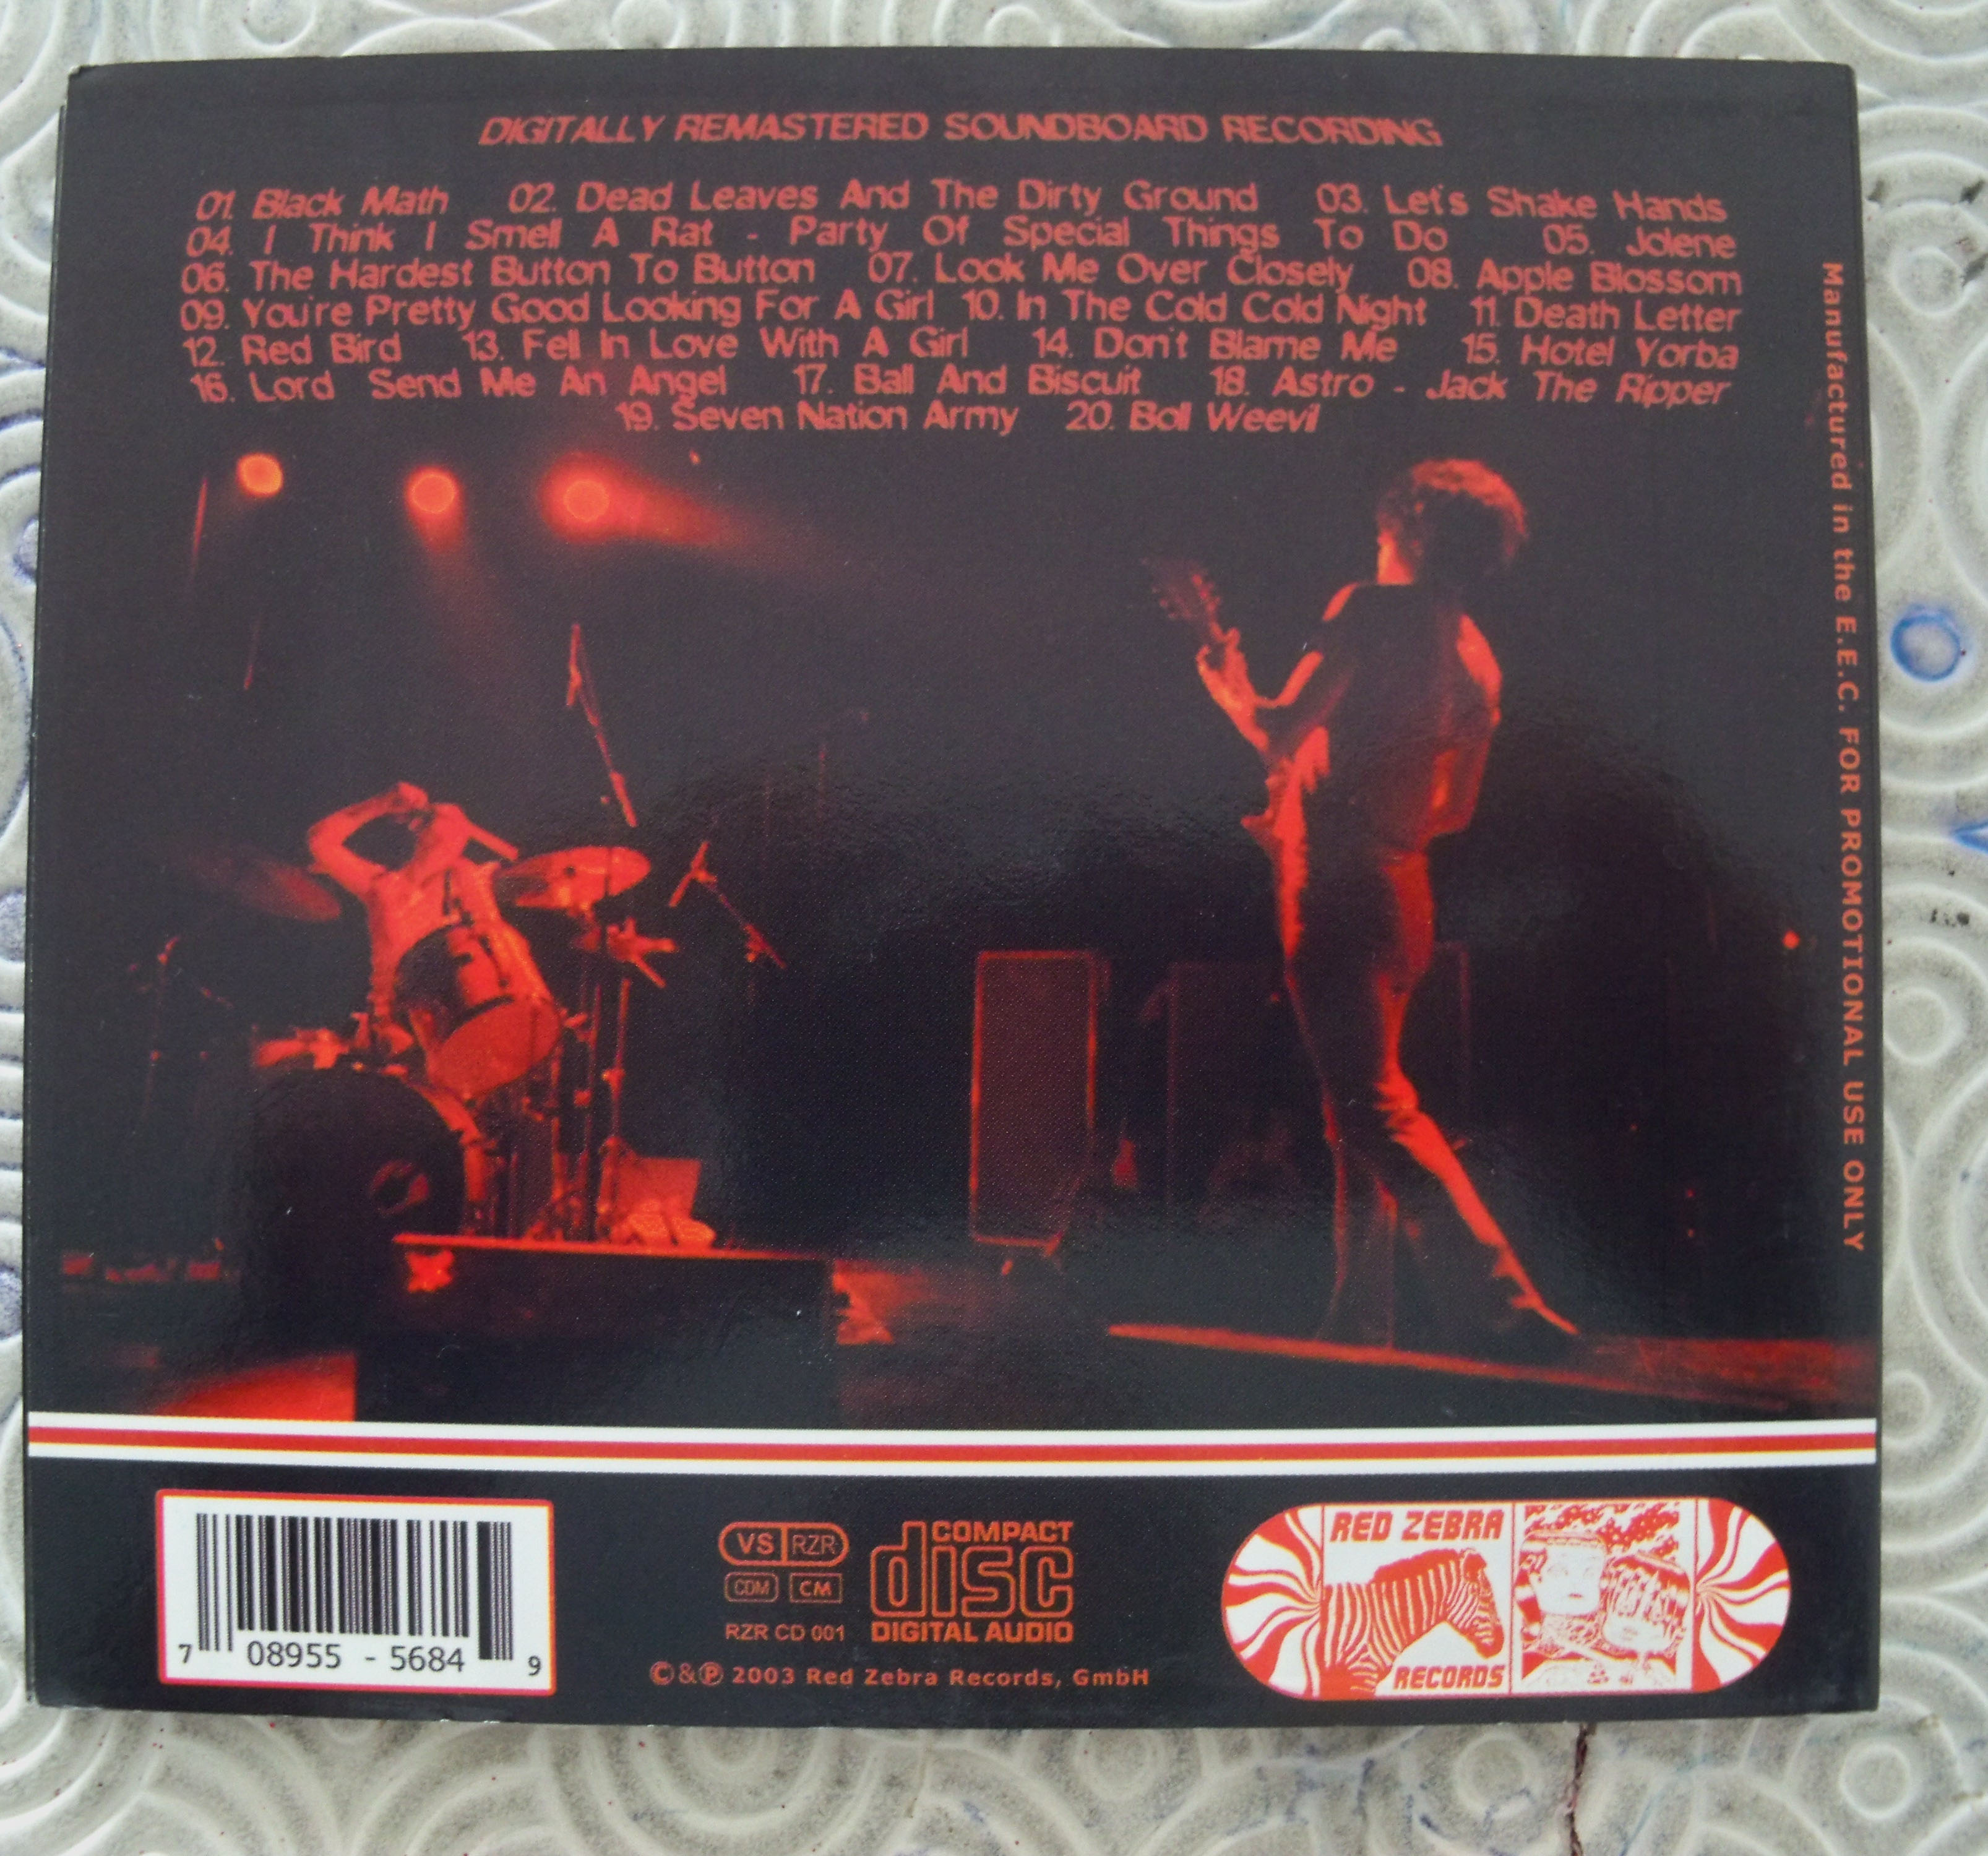 DIGITALLY REMASTERED SOUNDBOARD RECORDING
01. Black Math 02. Dead Leaves And The Dirty Ground 03. Let's Shake Hands
04. I Think I Smell A Rat - Party Of Special Things To Do 05. Jolene
06. The Hardest Button To Button 07. Look Me Over Closely 08. Apple Blossom
09. You're Pretty Good Looking For A Girl 10. In The Cold Cold Night 11. Death Letter
12. Red Bird 13. Fell In Love With A Girl 14. Don't Blame Me 15. Hotel Yorba
16. Lord Send Me An Angel 17. Ball And Biscuit 18. Astro - Jack The Ripper
19. Seven Nation Army 20. Boll Weevil
Manufactured in the E.E.C. FOR PROMOTIONAL USE ONLY
7 08955 - 5684 9
VS RZR
CDM CM
RZR CD 001
COMPACT
disc
DIGITAL AUDIO
©&℗ 2003 Red Zebra Records, GmbH
RED ZEBRA
RECORDS